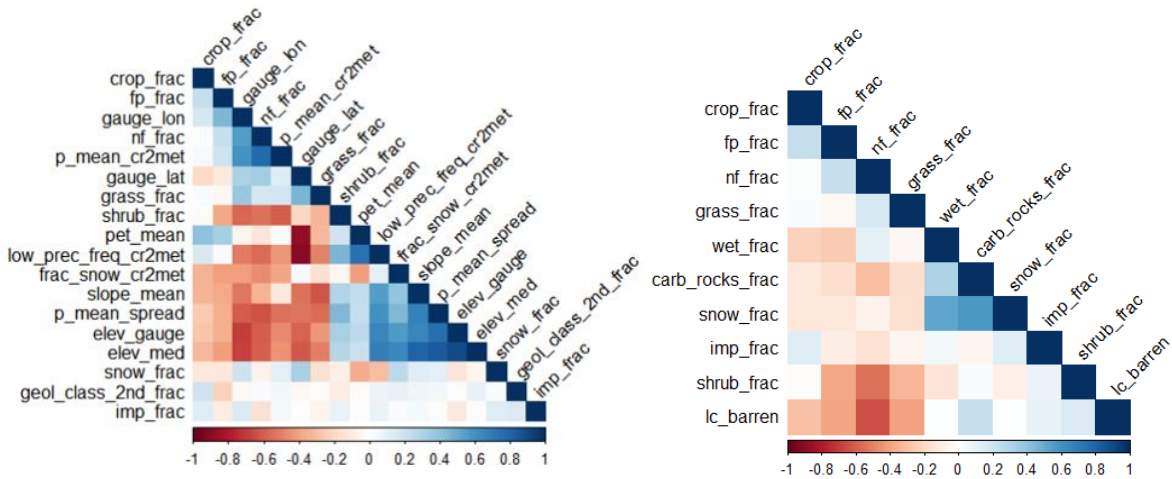 crop_frac
fp_frac
gauge_lon
nf_frac
p_mean_cr2met
gauge_lat
grass_frac
shrub_frac
pet_mean
low_prec_freq_cr2met
frac_snow_cr2met
slope_mean
p_mean_spread
elev_gauge
elev_med
snow_frac
geol_class_2nd_frac
imp_frac
crop_frac
fp_frac
gauge_lon
nf_frac
p_mean_cr2met
gauge_lat
grass_frac
shrub_frac
pet_mean
low_prec_freq_cr2met
frac_snow_cr2met
slope_mean
p_mean_spread
elev_gauge
elev_med
snow_frac
geol_class_2nd_frac
imp_frac
-1 -0.8 -0.6 -0.4 -0.2 0 0.2 0.4 0.6 0.8 1
crop_frac
fp_frac
nf_frac
grass_frac
wet_frac
carb_rocks_frac
snow_frac
imp_frac
shrub_frac
lc_barren
crop_frac
fp_frac
nf_frac
grass_frac
wet_frac
carb_rocks_frac
snow_frac
imp_frac
shrub_frac
lc_barren
-1 -0.8 -0.6 -0.4 -0.2 0 0.2 0.4 0.6 0.8 1